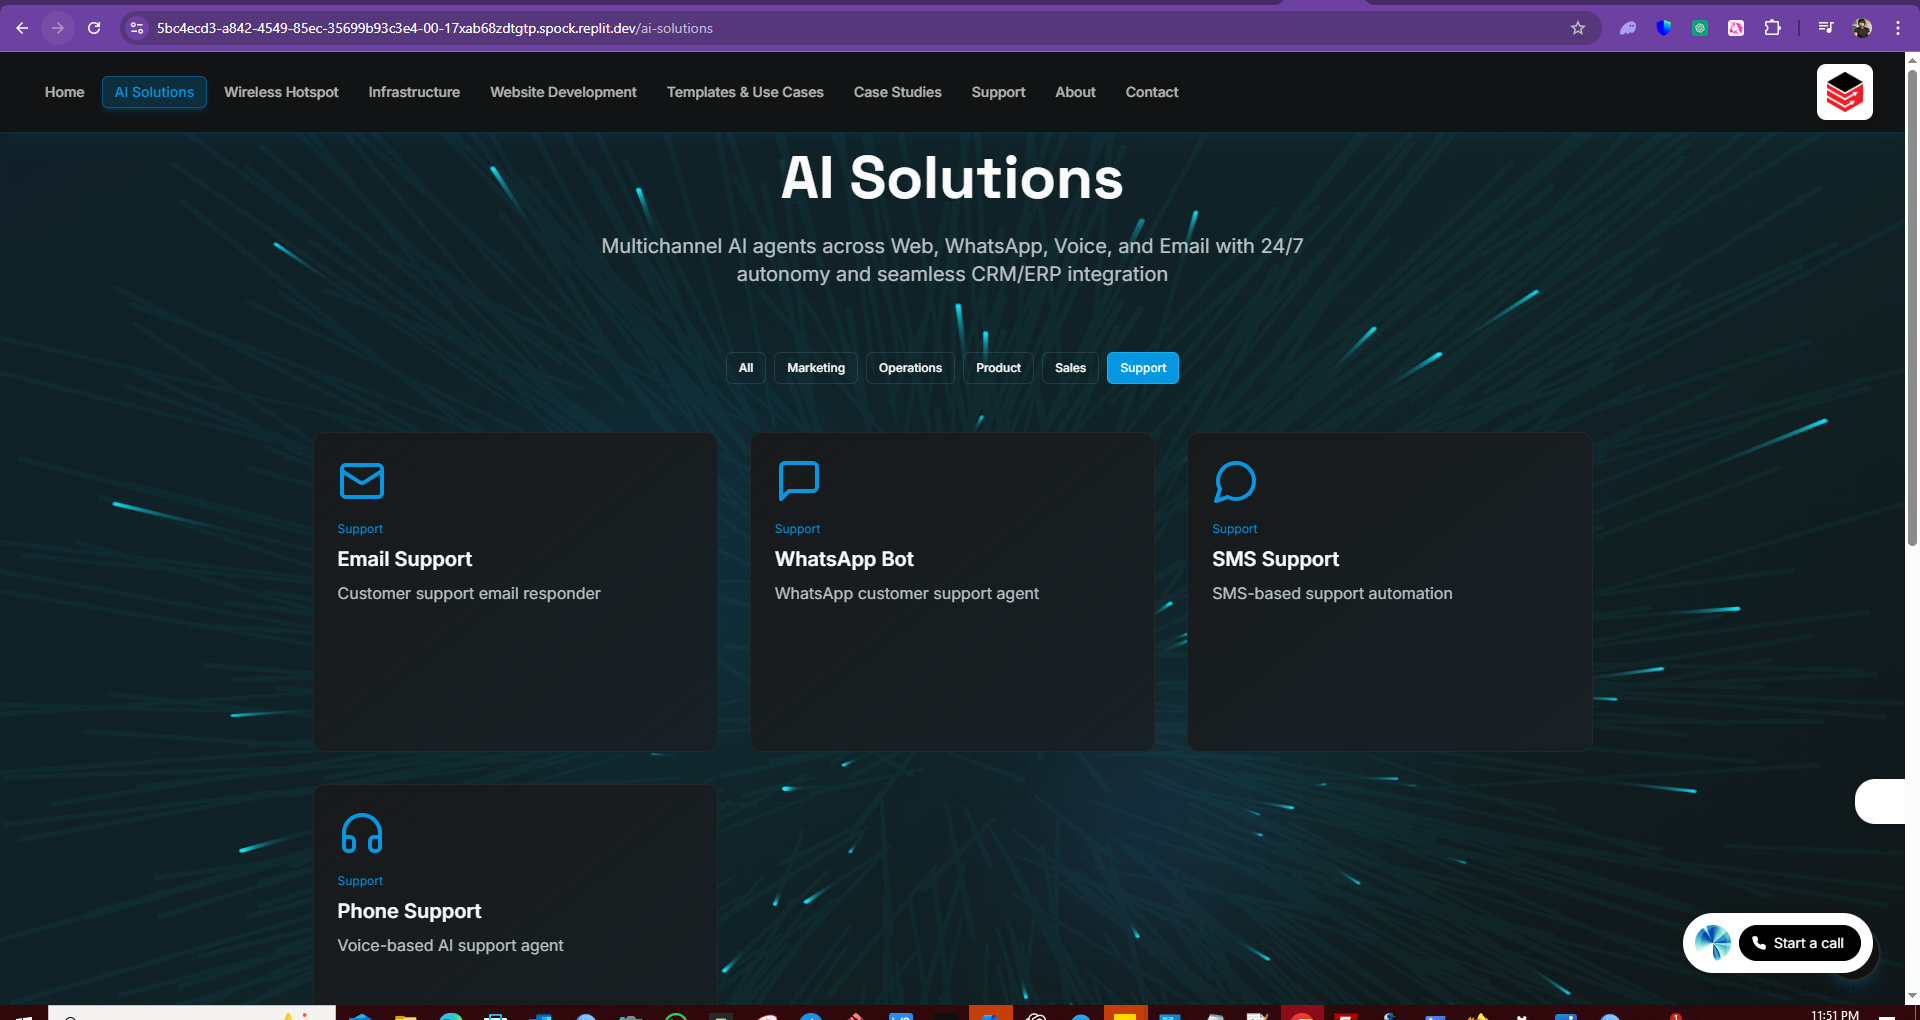 5bc4ecd3-a842-4549-85ec-35699b93c3e4-00-17xab68zdtgtp.spock.replit.dev/ai-solutions
Home AI Solutions Wireless Hotspot Infrastructure Website Development Templates & Use Cases Case Studies Support About Contact
AI Solutions
Multichannel AI agents across Web, WhatsApp, Voice, and Email with 24/7
autonomy and seamless CRM/ERP integration
All Marketing Operations Product Sales Support
Support
Email Support
Customer support email responder
Support
WhatsApp Bot
WhatsApp customer support agent
Support
SMS Support
SMS-based support automation
Support
Phone Support
Voice-based AI support agent
Start a call
11:51 PM